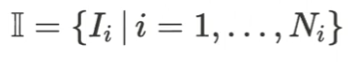 𝕀 = {I_i | i = 1, . . . , N_i}